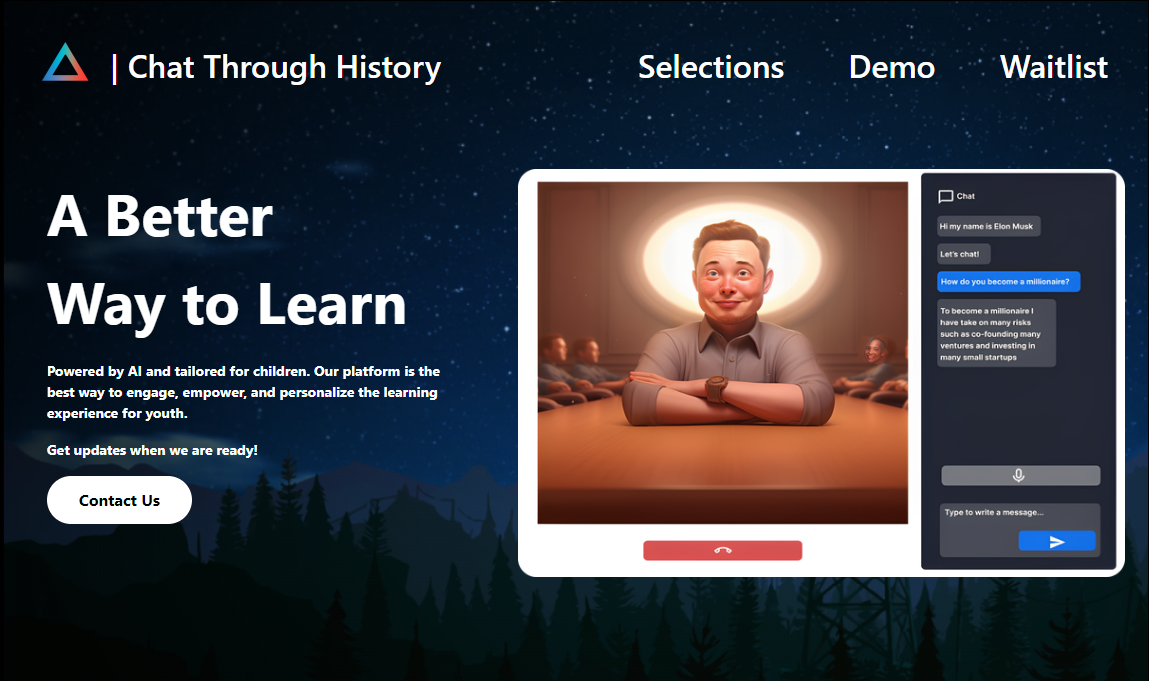 | Chat Through History
Selections
Demo
Waitlist
A Better
Way to Learn
Powered by AI and tailored for children. Our platform is the
best way to engage, empower, and personalize the learning
experience for youth.
Get updates when we are ready!
Contact Us
Chat
Hi my name is Elon Musk
Let's chat!
How do you become a millionaire?
To become a millionaire I
have take on many risks
such as co-founding many
ventures and investing in
many small startups
Type to write a message...